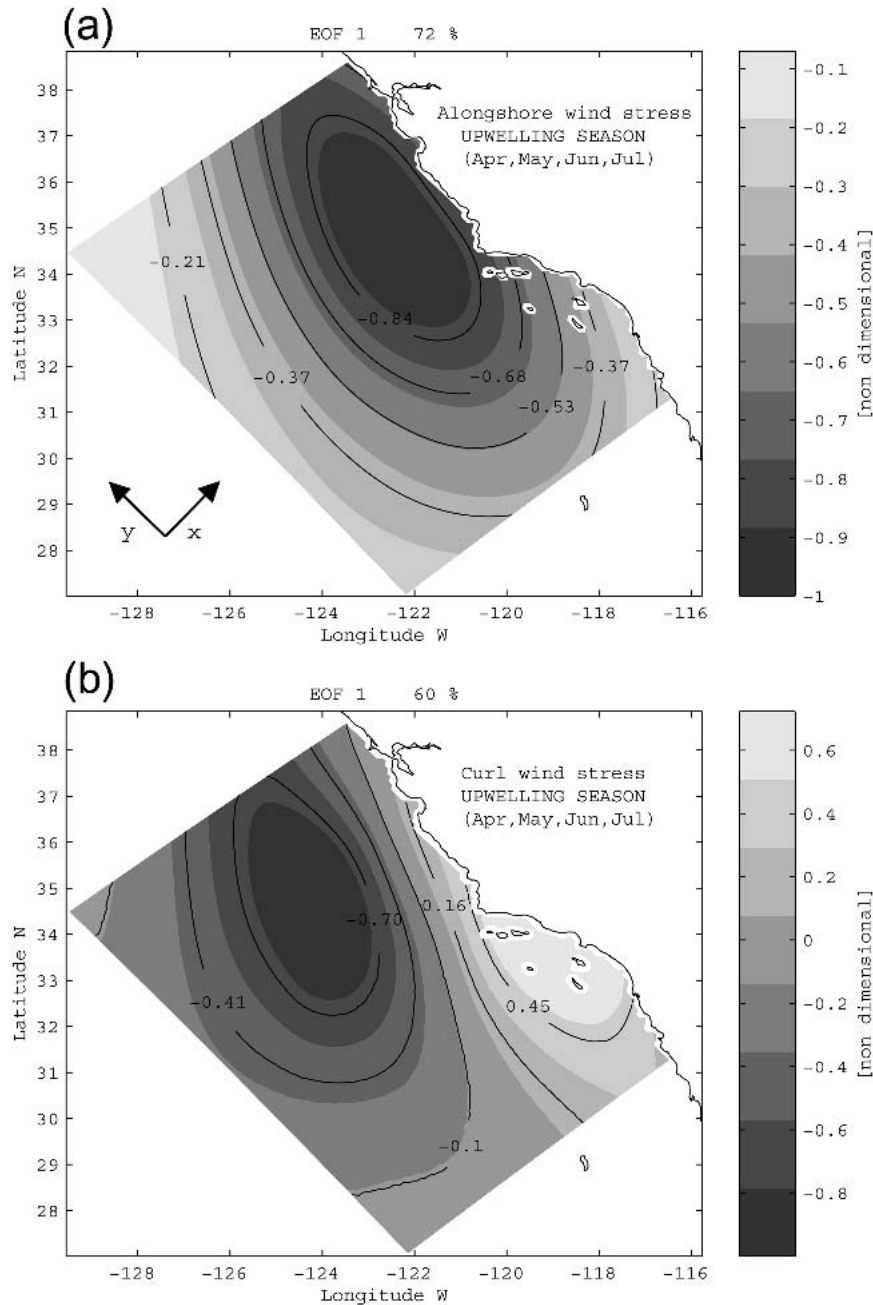 (a)
EOF 1 72 %
Alongshore wind stress
UPWELLING SEASON
(Apr,May,Jun,Jul)
38
37
36
35
34
33
32
31
30
29
28
Latitude N
-0.21
-0.84
-0.37
-0.68
-0.37
-0.53
y x
-128 -126 -124 -122 -120 -118 -116
Longitude W
-0.1
-0.2
-0.3
-0.4
-0.5
-0.6
-0.7
-0.8
-0.9
-1
[non dimensional]
(b)
EOF 1 60 %
Curl wind stress
UPWELLING SEASON
(Apr,May,Jun,Jul)
38
37
36
35
34
33
32
31
30
29
28
Latitude N
0.16
-0.70
-0.41
0.45
-0.1
-128 -126 -124 -122 -120 -118 -116
Longitude W
0.6
0.4
0.2
0
-0.2
-0.4
-0.6
-0.8
[non dimensional]